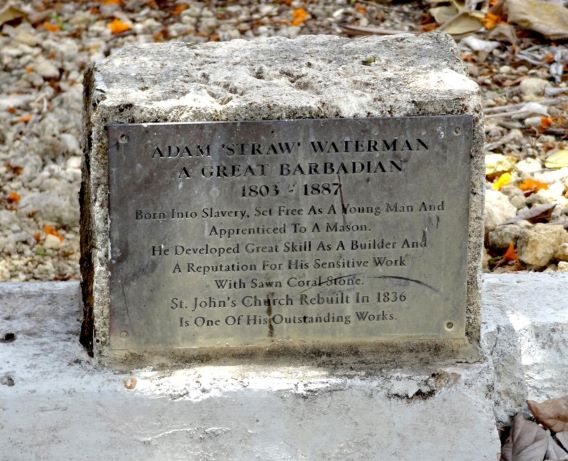 ADAM 'STRAW' WATERMAN
A GREAT BARBADIAN
1803 - 1887
Born Into Slavery, Set Free As A Young Man And
Apprenticed To A Mason.
He Developed Great Skill As A Builder And
A Reputation For His Sensitive Work
With Sawn Coral Stone.
St. John's Church Rebuilt In 1836
Is One Of His Outstanding Works.